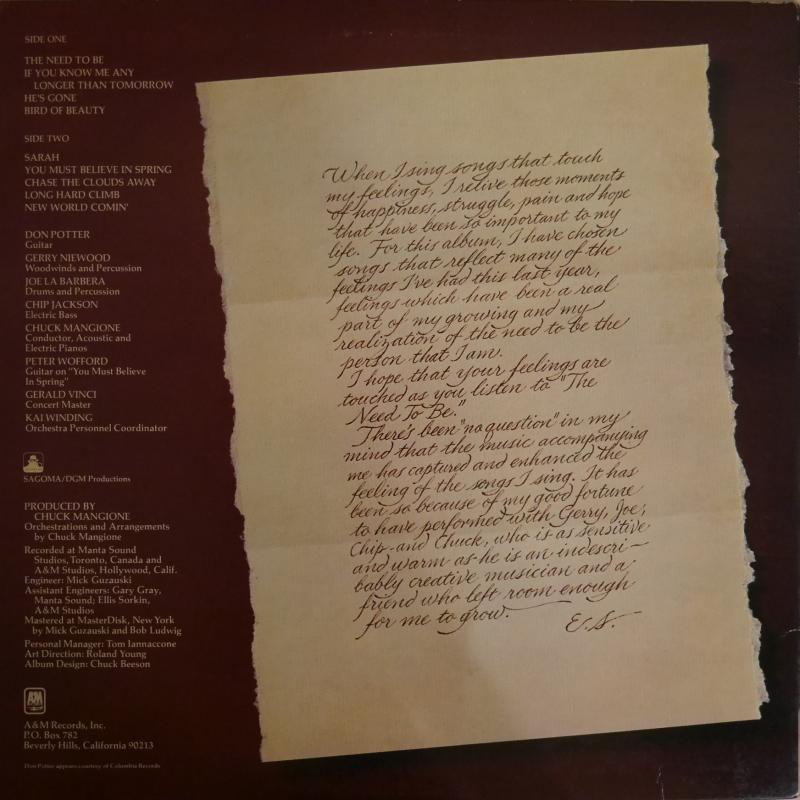 SIDE ONE
THE NEED TO BE
IF YOU KNOW ME ANY
LONGER THAN TOMORROW
HE'S GONE
BIRD OF BEAUTY
SIDE TWO
SARAH
YOU MUST BELIEVE IN SPRING
CHASE THE CLOUDS AWAY
LONG HARD CLIMB
NEW WORLD COMIN'
DON POTTER
Guitar
GERRY NIEWOOD
Woodwinds and Percussion
JOE LA BARBERA
Drums and Percussion
CHIP JACKSON
Electric Bass
CHUCK MANGIONE
Conductor, Acoustic and
Electric Pianos
PETER WOFFORD
Guitar on "You Must Believe
In Spring"
GERALD VINCI
Concert Master
KAI WINDING
Orchestra Personnel Coordinator
SAGOMA/DGM Productions
PRODUCED BY
CHUCK MANGIONE
Orchestrations and Arrangements
by Chuck Mangione
Recorded at Manta Sound
Studios, Toronto, Canada and
A&M Studios, Hollywood, Calif.
Engineer: Mick Guzauski
Assistant Engineers: Gary Gray,
Manta Sound; Ellis Sorkin,
A&M Studios
Mastered at MasterDisk, New York
by Mick Guzauski and Bob Ludwig
Personal Manager: Tom Iannaccone
Art Direction: Roland Young
Album Design: Chuck Beeson
A&M
A&M Records, Inc.
P.O. Box 782
Beverly Hills, California 90213
Don Potter appears courtesy of Columbia Records
When I sing songs that touch
my feelings, I relive those moments
of happiness, struggle, pain and hope
that have been so important to my
life. For this album, I have chosen
songs that reflect many of the
feelings I've had this last year,
feelings which have been a real
part of my growing and my
realization of the need to be the
person that I am.
I hope that your feelings are
touched as you listen to "The
Need To Be."
There's been "no question" in my
mind that the music accompanying
me has captured and enhanced the
feeling of the songs I sing. It has
been so because of my good fortune
to have performed with Gerry, Joe,
Chip and Chuck, who is as sensitive
and warm as he is an indescri-
bably creative musician and a
friend who left room enough
for me to grow.
E.S.